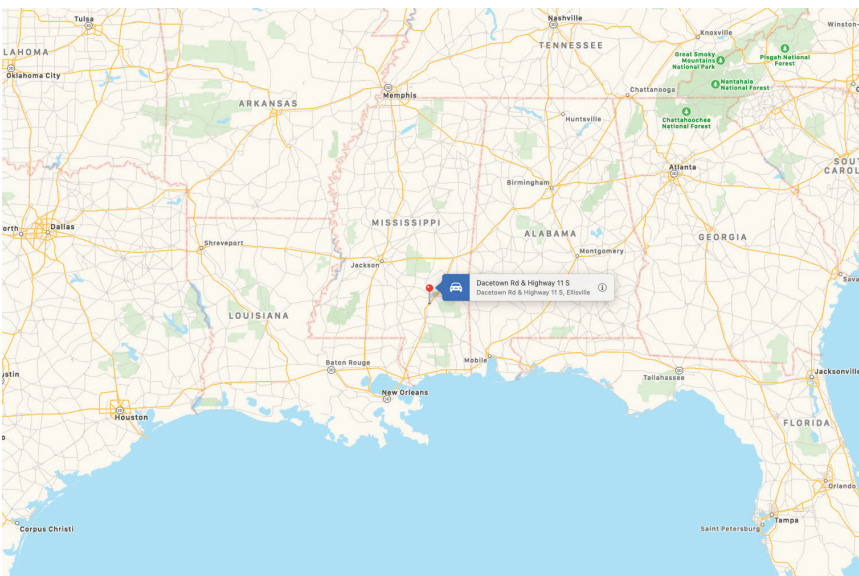 Tulsa
Nashville
Knoxville
Winston-
LAHOMA
TENNESSEE
Great Smoky
Mountains
National Park
Pisgah National
Forest
Oklahoma City
Nantahala
National Forest
Chattanooga
Memphis
ARKANSAS
Huntsville
Chattahoochee
National Forest
Atlanta
SOUT
CAROL
Birmingham
MISSISSIPPI
orth
Dallas
ALABAMA
GEORGIA
Shreveport
Montgomery
Jackson
Sava
Dacetown Rd & Highway 11 S
Dacetown Rd & Highway 11 S, Ellisville
LOUISIANA
Baton Rouge
Mobile
Jacksonville
ustin
Tallahassee
New Orleans
Houston
FLORIDA
Orlando
Tampa
Corpus Christi
Saint Petersburg